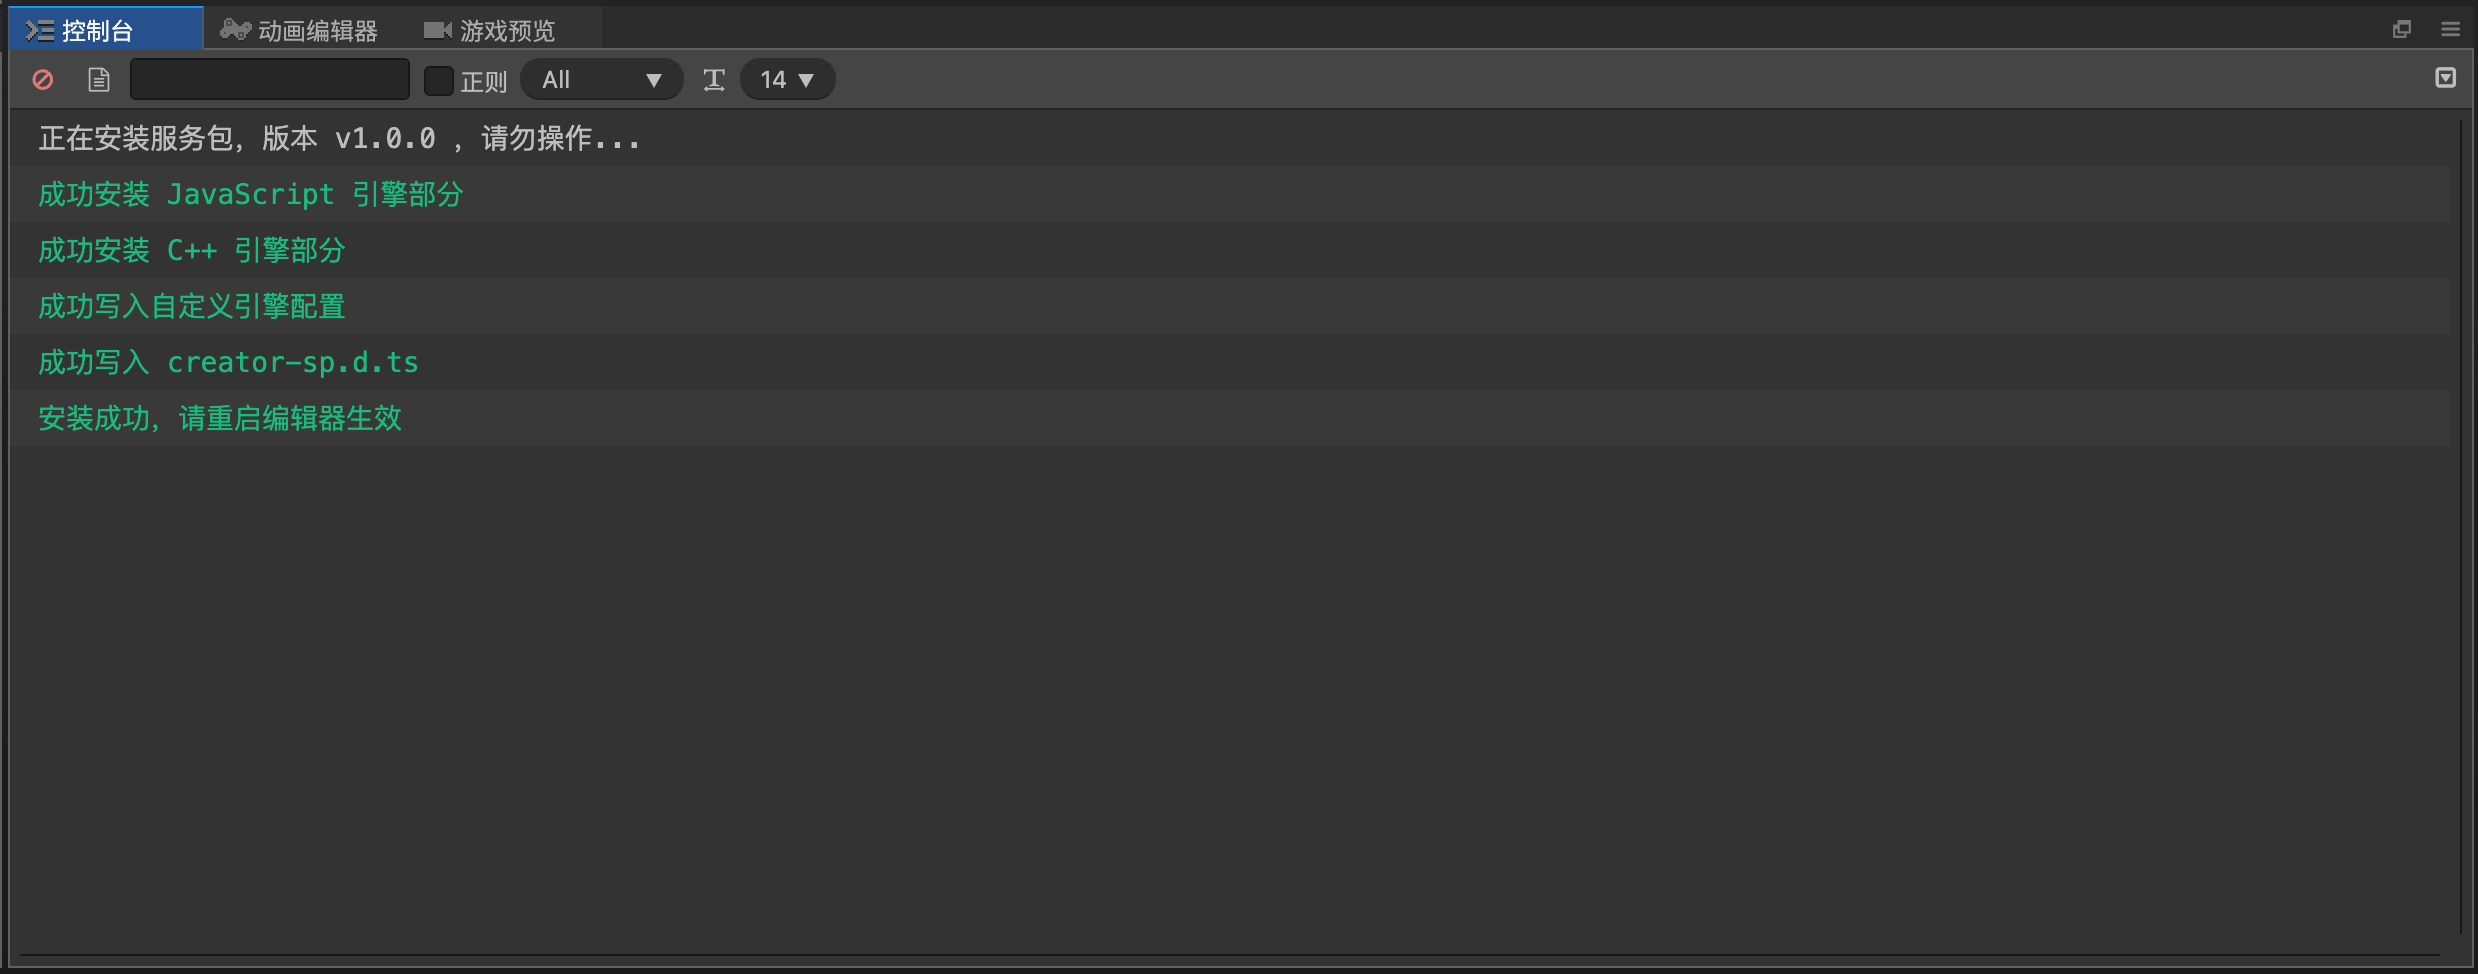 控制台 动画编辑器 游戏预览
正则 All 14
正在安装服务包，版本 v1.0.0 ，请勿操作...
成功安装 JavaScript 引擎部分
成功安装 C++ 引擎部分
成功写入自定义引擎配置
成功写入 creator-sp.d.ts
安装成功，请重启编辑器生效